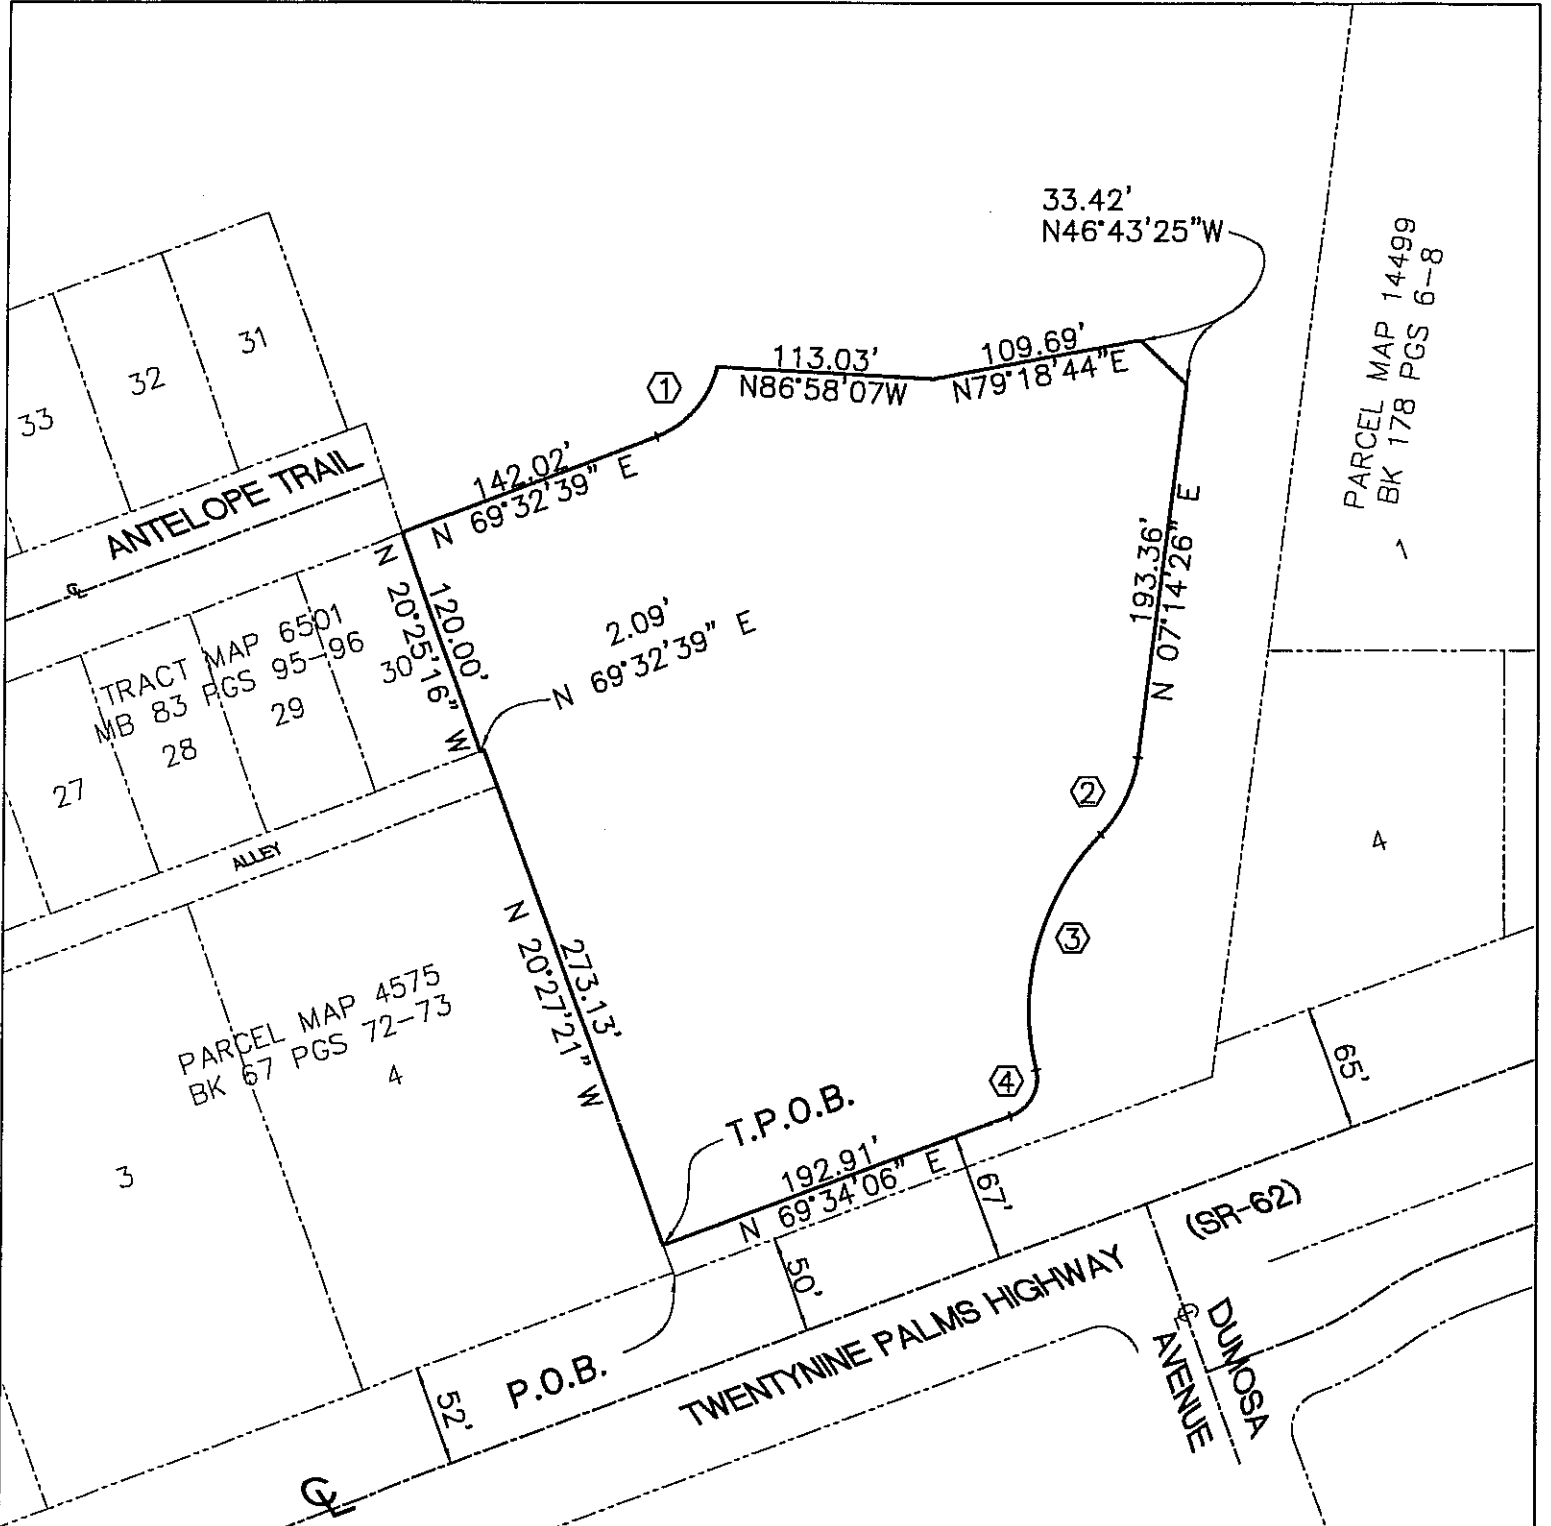 33.42'
N46°43'25"W
PARCEL MAP 14499
BK 178 PGS 6-8
1
33
32
31
1
113.03'
N86°58'07W
109.69'
N79°18'44"E
142.02'
N 69°32'39" E
ANTELOPE TRAIL
CL
N 20°25'16" W
120.00'
2.09'
N 69°32'39" E
193.36'
N 07°14'26" E
TRACT MAP 6501
MB 83 PGS 95-96
30
29
28
27
2
ALLEY
4
3
N 20°27'21" W
273.13'
PARCEL MAP 4575
BK 67 PGS 72-73
4
3
4
T.P.O.B.
192.91'
N 69°34'06" E
65'
67'
50'
52'
P.O.B.
TWENTYNINE PALMS HIGHWAY
(SR-62)
DUMOSA
AVENUE
CL